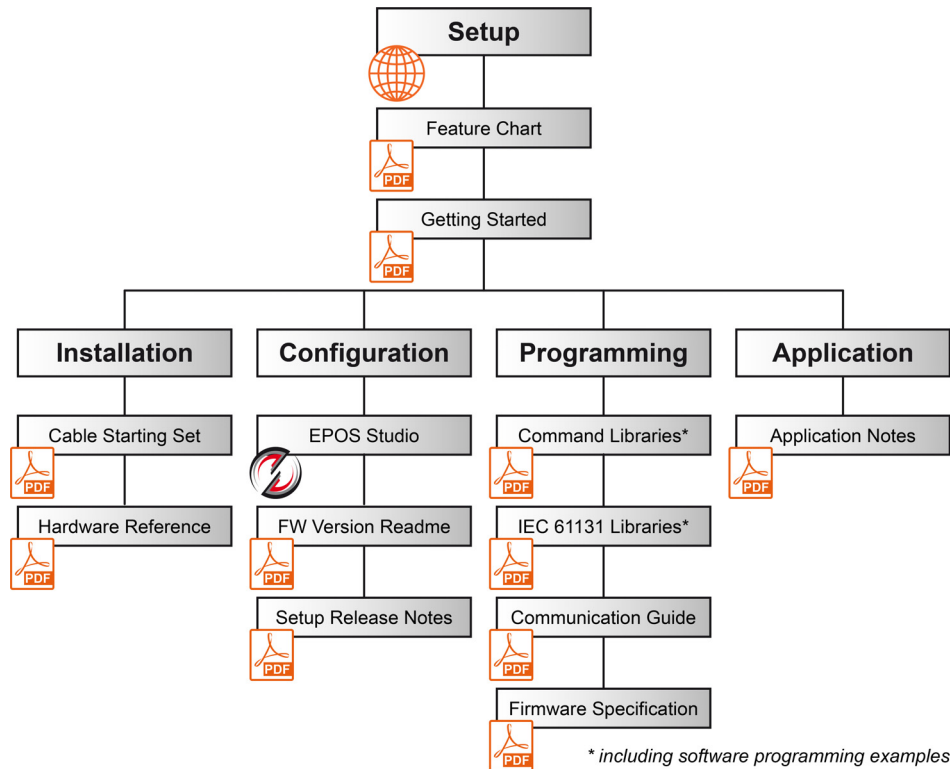 Setup
Feature Chart
PDF
Getting Started
PDF
Installation
Configuration
Programming
Application
Cable Starting Set
PDF
EPOS Studio
Command Libraries*
PDF
Application Notes
PDF
Hardware Reference
PDF
FW Version Readme
PDF
IEC 61131 Libraries*
PDF
Setup Release Notes
PDF
Communication Guide
PDF
Firmware Specification
PDF
* including software programming examples